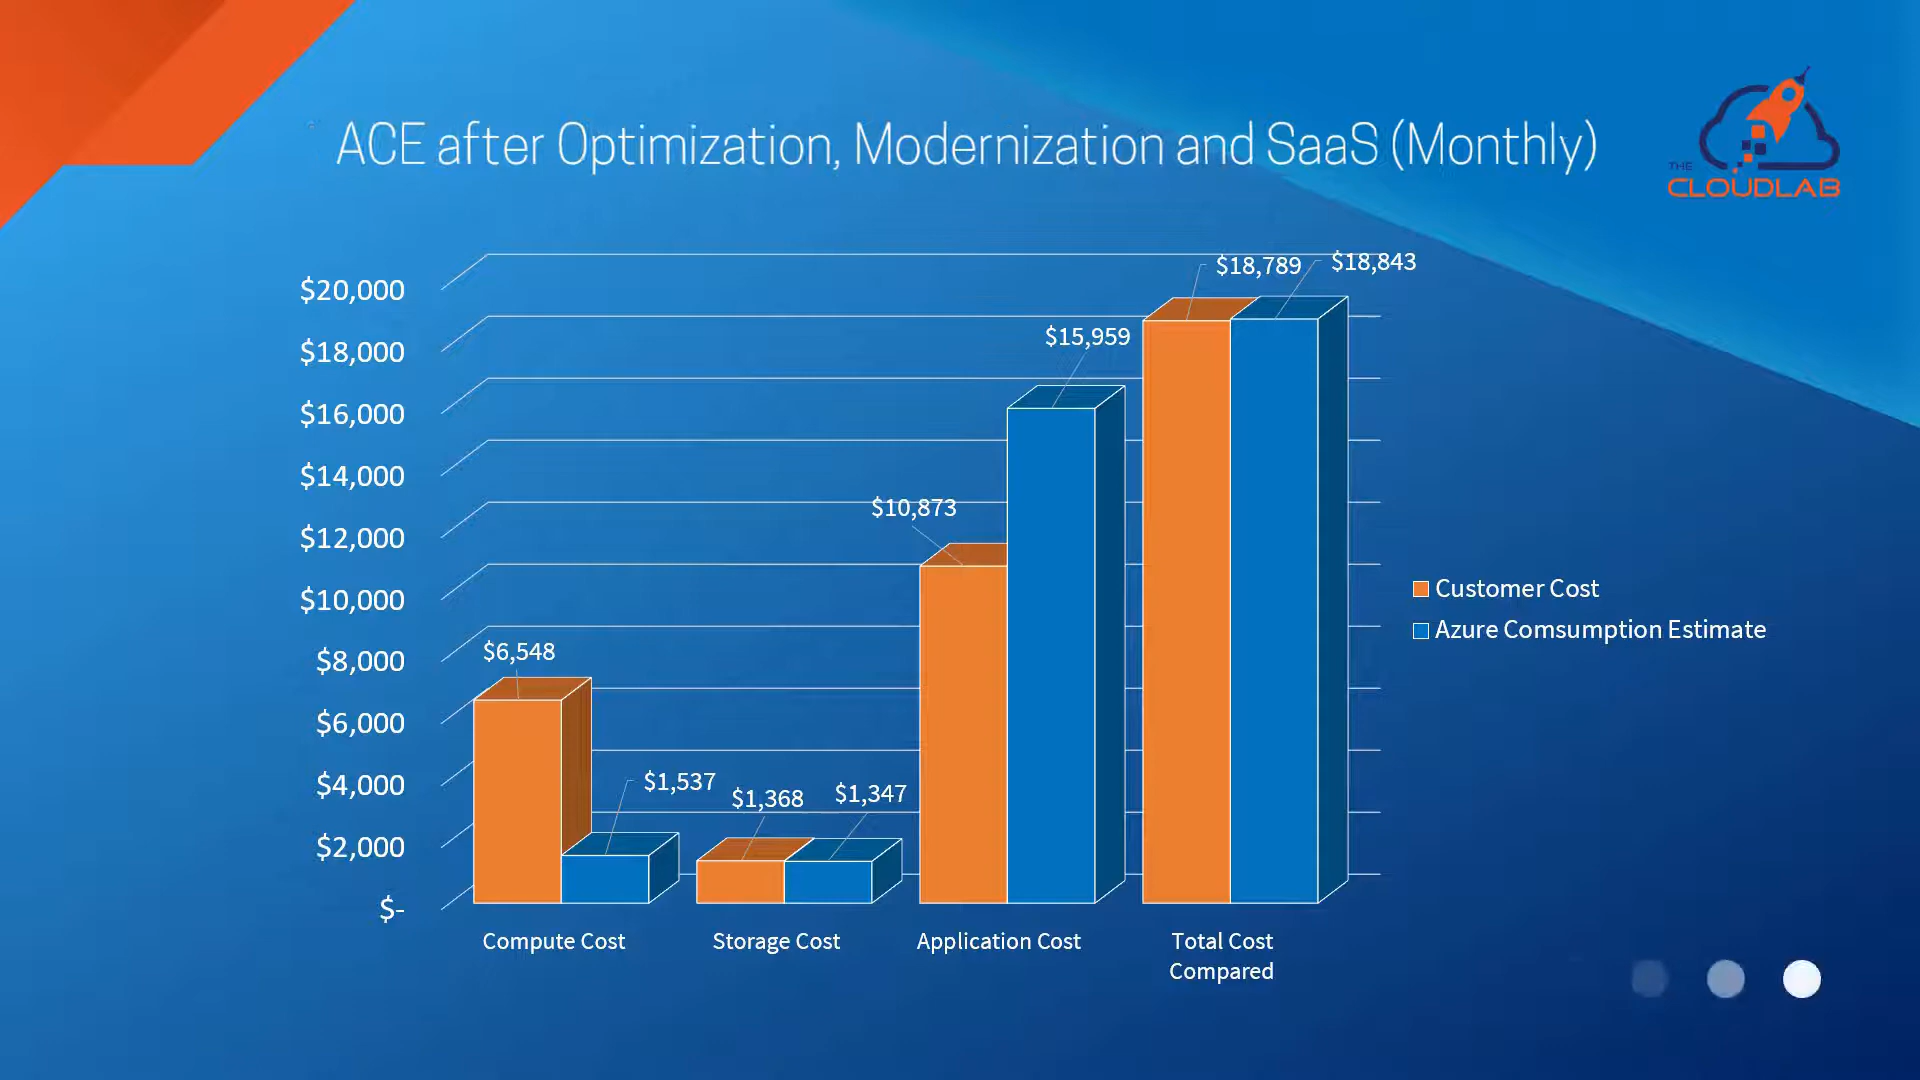 ACE after Optimization, Modernization and SaaS (Monthly)
THE
CLOUDLAB
$20,000
$18,000
$16,000
$14,000
$12,000
$10,000
$8,000
$6,000
$4,000
$2,000
$-
$6,548
$1,537
$1,368
$1,347
$10,873
$15,959
$18,789
$18,843
Compute Cost
Storage Cost
Application Cost
Total Cost
Compared
Customer Cost
Azure Comsumption Estimate